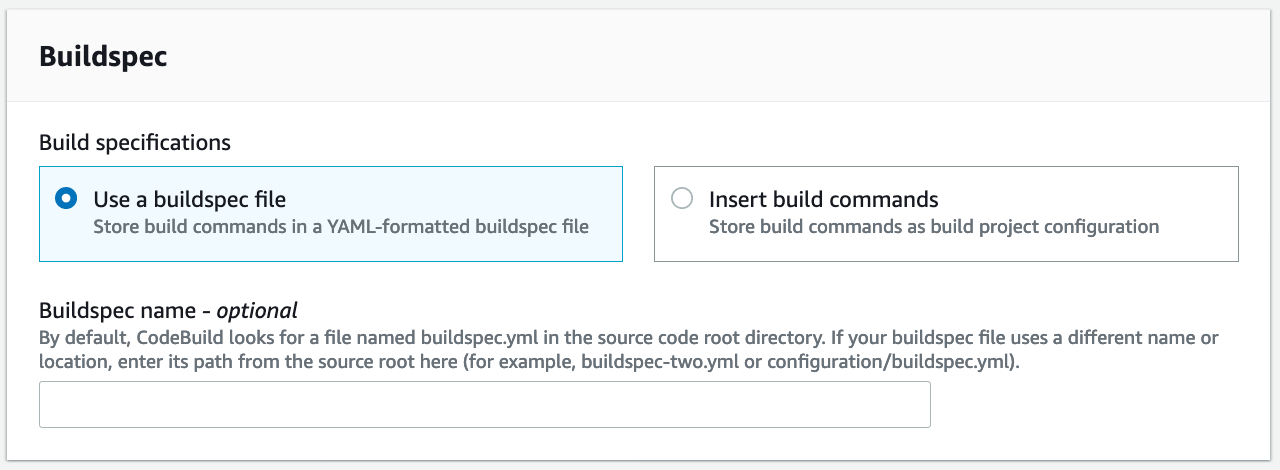 Buildspec
Build specifications
Use a buildspec file
Store build commands in a YAML-formatted buildspec file
Insert build commands
Store build commands as build project configuration
Buildspec name - optional
By default, CodeBuild looks for a file named buildspec.yml in the source code root directory. If your buildspec file uses a different name or
location, enter its path from the source root here (for example, buildspec-two.yml or configuration/buildspec.yml).